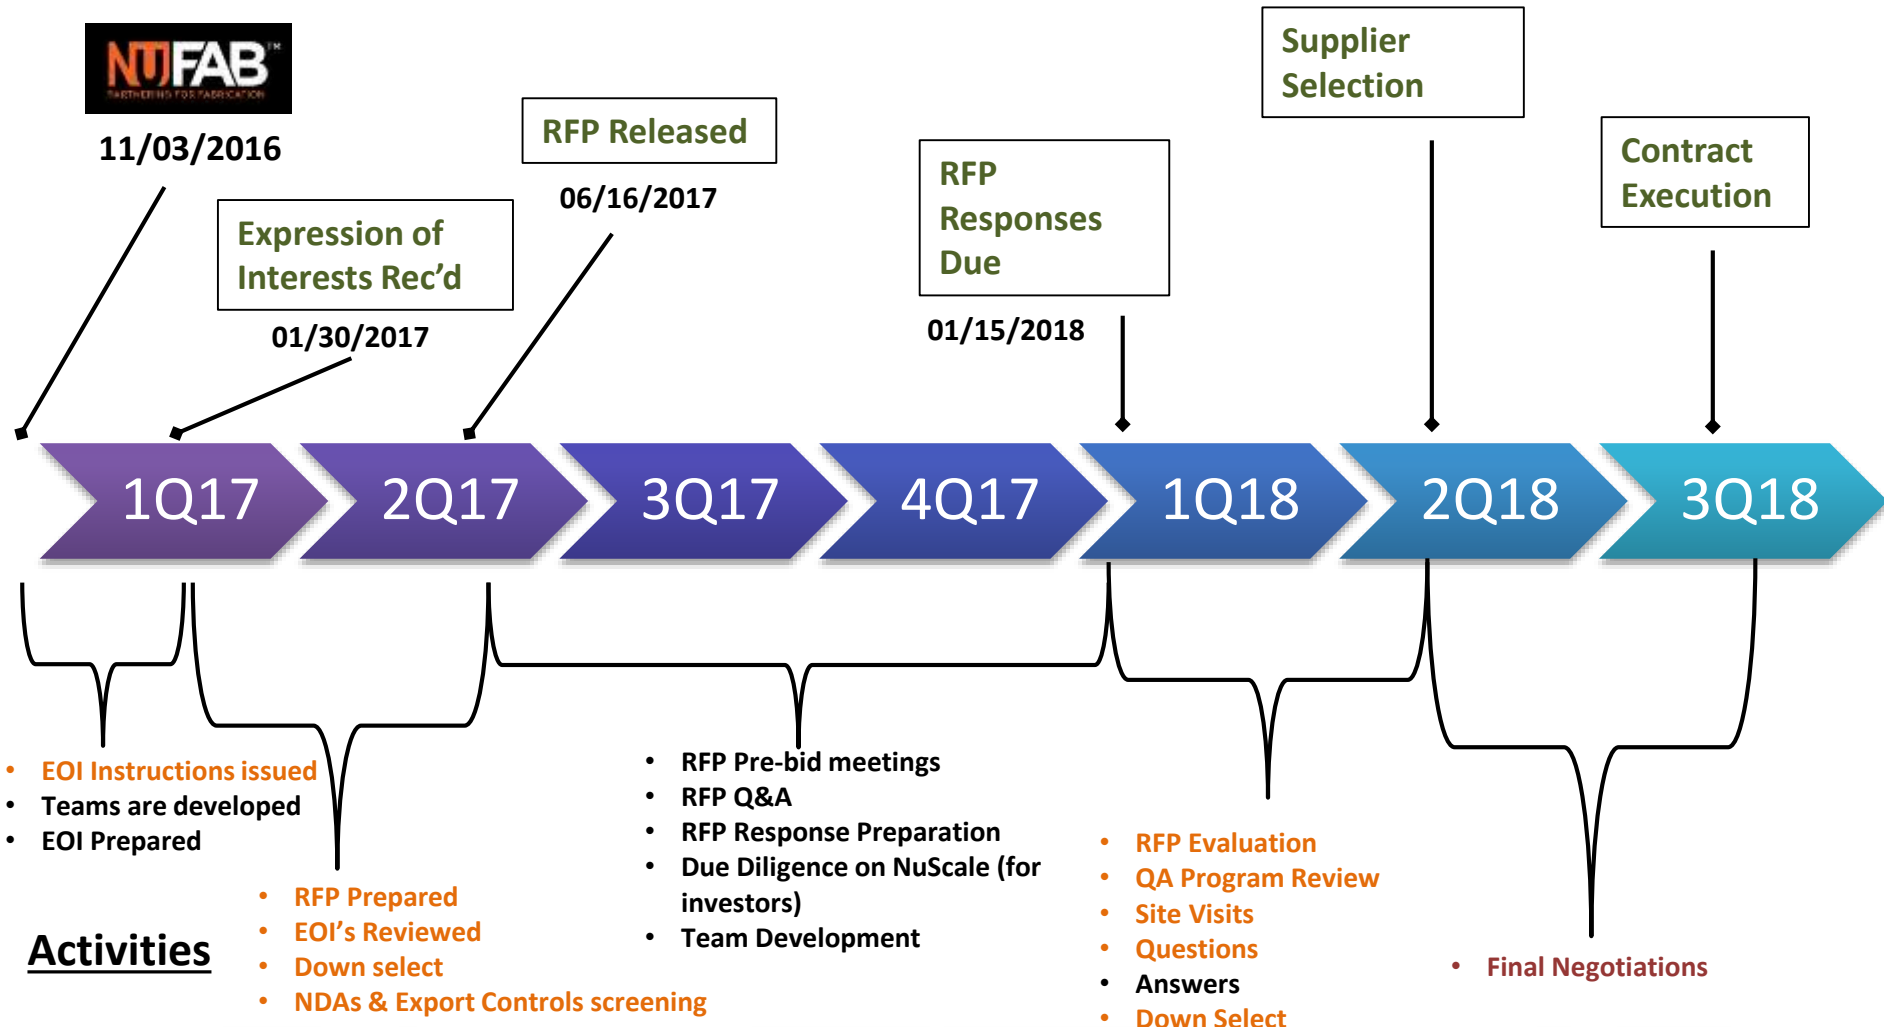 NUFAB™
PARTNERING FOR FABRICATION
11/03/2016
Expression of
Interests Rec’d
01/30/2017
RFP Released
06/16/2017
RFP
Responses
Due
01/15/2018
Supplier
Selection
Contract
Execution
1Q17
2Q17
3Q17
4Q17
1Q18
2Q18
3Q18
• EOI Instructions issued
• Teams are developed
• EOI Prepared
Activities
• RFP Prepared
• EOI’s Reviewed
• Down select
• NDAs & Export Controls screening
• RFP Pre-bid meetings
• RFP Q&A
• RFP Response Preparation
• Due Diligence on NuScale (for
investors)
• Team Development
• RFP Evaluation
• QA Program Review
• Site Visits
• Questions
• Answers
• Down Select
• Final Negotiations